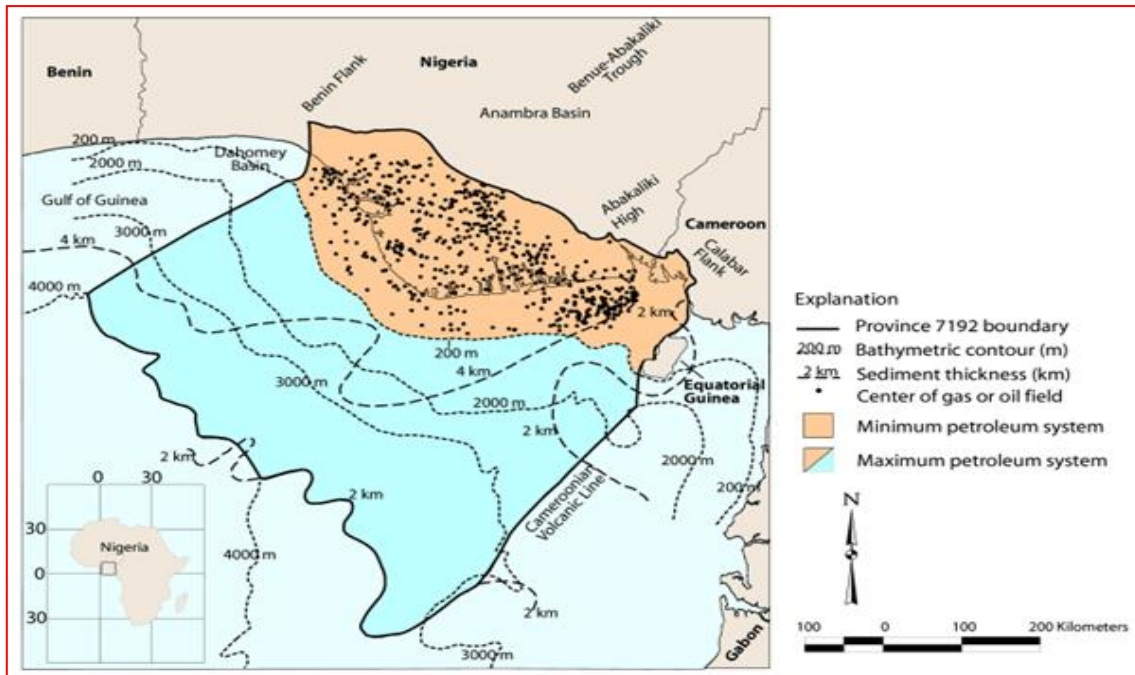 Benin
Nigeria
Benin Flank
Benue-Abakaliki
Trough
Anambra Basin
200 m
2000 m
Dahomey
Basin
Gulf of Guinea
3000 m
4 km
4000 m
Abakaliki
High
Cameroon
Calabar
Flank
2 km
200 m
4 km
3000 m
2000 m
Equatorial
Guinea
2 km
2000 m
200 m
2 km
2 km
Cameroonian
Volcanic Line
4000 m
2 km
3000 m
Gabon
0 30
30
Nigeria
0
30
Explanation
Province 7192 boundary
200 m Bathymetric contour (m)
2 km Sediment thickness (km)
Center of gas or oil field
Minimum petroleum system
Maximum petroleum system
N
100 0 100 200 Kilometers